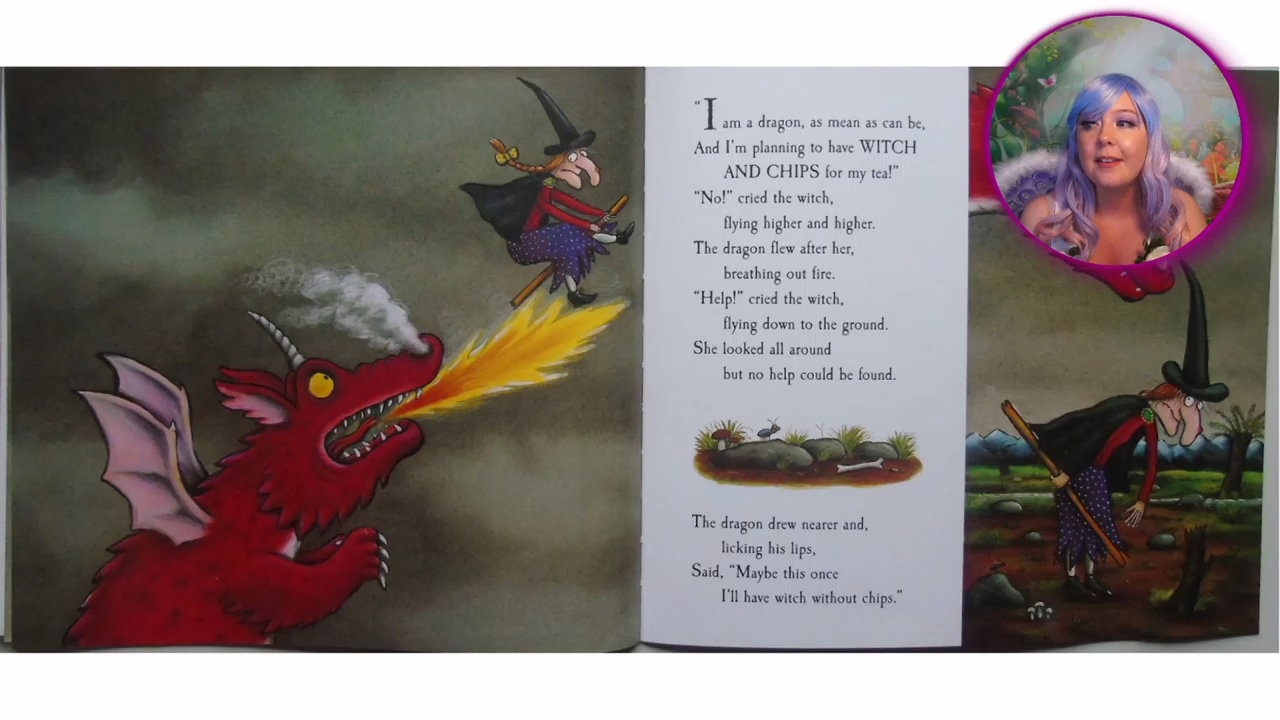 "I am a dragon, as mean as can be,
And I'm planning to have WITCH
AND CHIPS for my tea!"
"No!" cried the witch,
flying higher and higher.
The dragon flew after her,
breathing out fire.
"Help!" cried the witch,
flying down to the ground.
She looked all around
but no help could be found.
The dragon drew nearer and,
licking his lips,
Said, "Maybe this once
I'll have witch without chips."